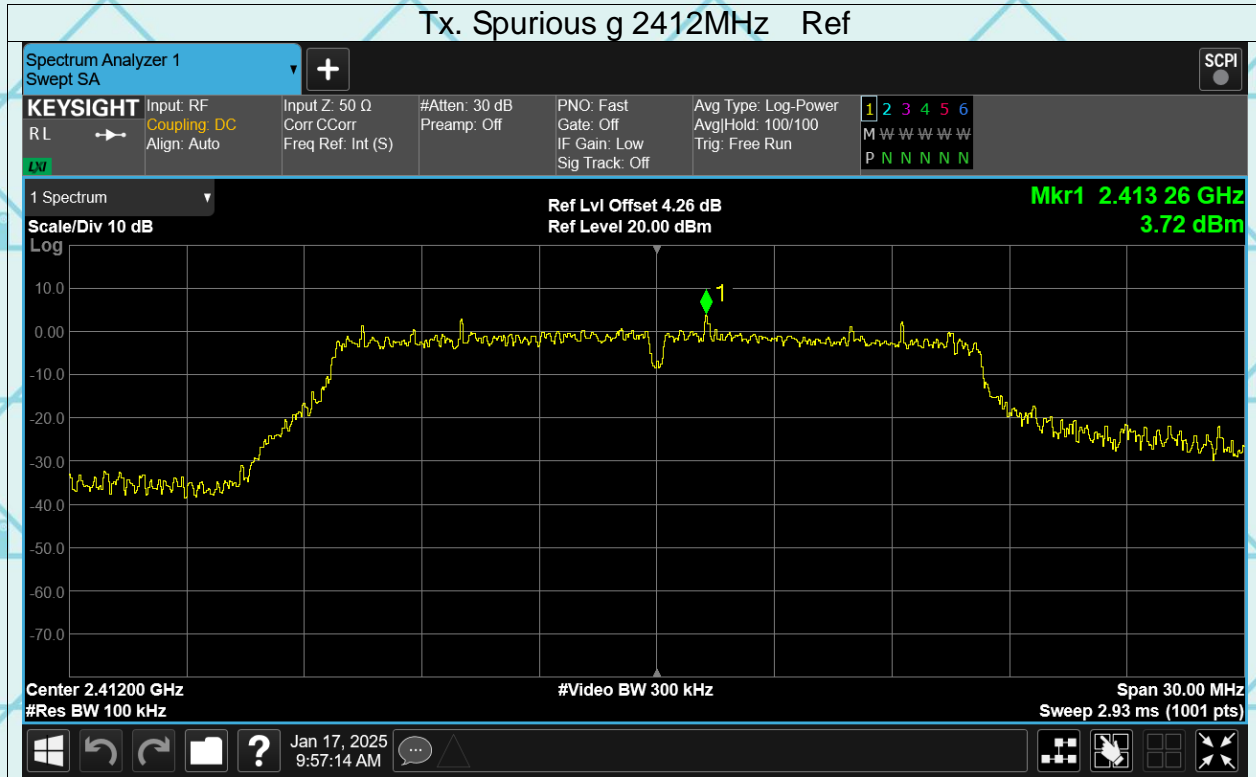 Tx. Spurious g 2412MHz Ref
Spectrum Analyzer 1
Swept SA
SCPI
KEYSIGHT
RL
LXI
Input: RF
Coupling: DC
Align: Auto
Input Z: 50 Ω
Corr CCorr
Freq Ref: Int (S)
#Atten: 30 dB
Preamp: Off
PNO: Fast
Gate: Off
IF Gain: Low
Sig Track: Off
Avg Type: Log-Power
Avg|Hold: 100/100
Trig: Free Run
1 2 3 4 5 6
M W W W W W
P N N N N N
1 Spectrum
Scale/Div 10 dB
Ref Lvl Offset 4.26 dB
Ref Level 20.00 dBm
Mkr1 2.413 26 GHz
3.72 dBm
Log
1
10.0
0.00
-10.0
-20.0
-30.0
-40.0
-50.0
-60.0
-70.0
Center 2.41200 GHz
#Res BW 100 kHz
#Video BW 300 kHz
Span 30.00 MHz
Sweep 2.93 ms (1001 pts)
?
Jan 17, 2025
9:57:14 AM